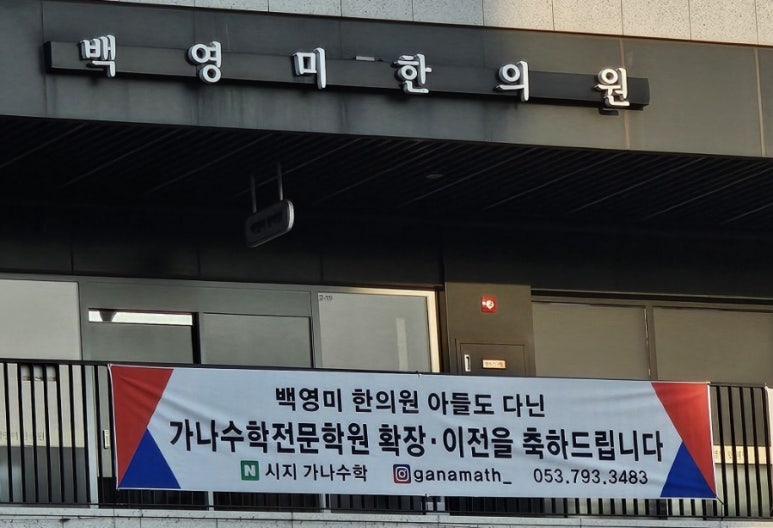 백영미한의원
2-19
백영미 한의원 아들도 다닌
가나수학전문학원 확장·이전을 축하드립니다
N 시지 가나수학 ganamath_ 053.793.3483